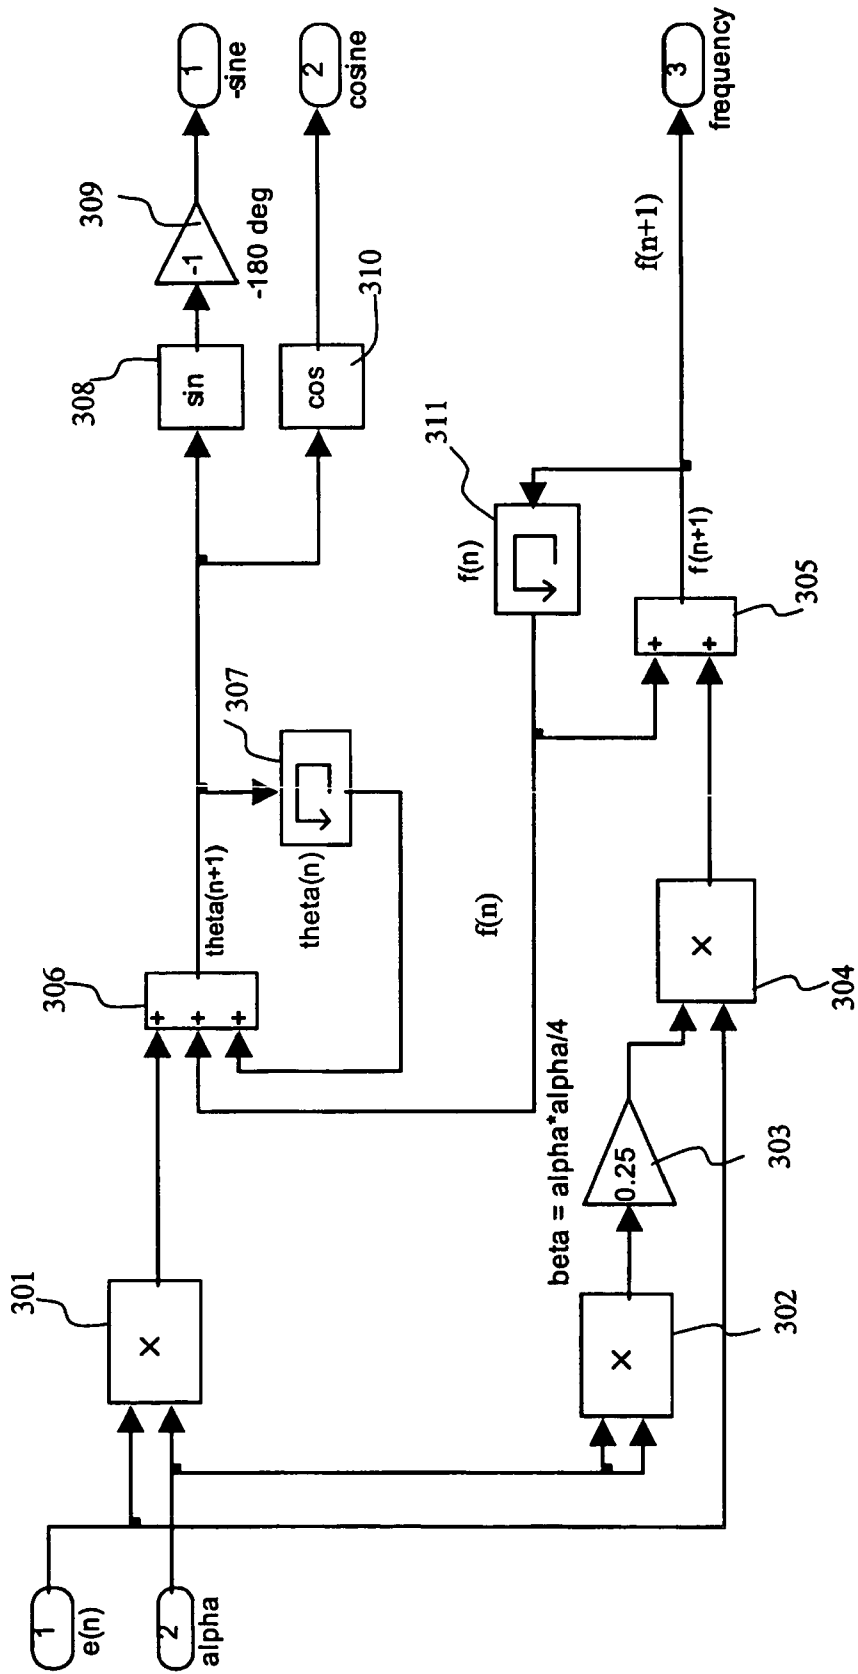 1
e(n)
2
alpha
301
X
302
X
beta = alpha*alpha/4
0.25
303
304
X
306
+
+
+
theta(n+1)
theta(n)
307
f(n)
f(n)
311
+
+
305
f(n+1)
f(n+1)
308
sin
cos
310
309
-1
-180 deg
1
-sine
2
cosine
3
frequency